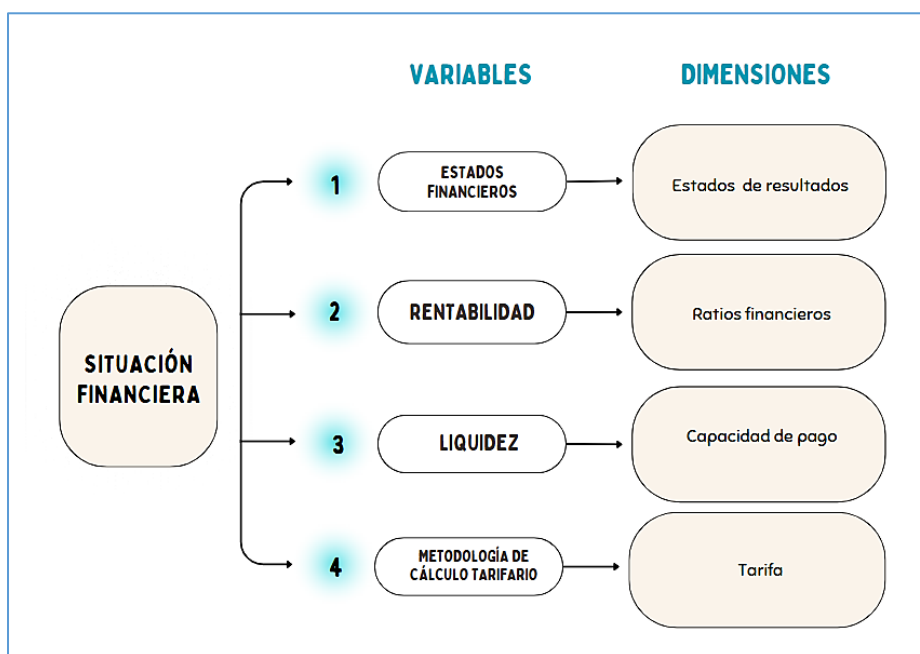 VARIABLES
DIMENSIONES
SITUACIÓN
FINANCIERA
1
ESTADOS
FINANCIEROS
Estados de resultados
2
RENTABILIDAD
Ratios financieros
3
LIQUIDEZ
Capacidad de pago
4
METODOLOGÍA DE
CÁLCULO TARIFARIO
Tarifa